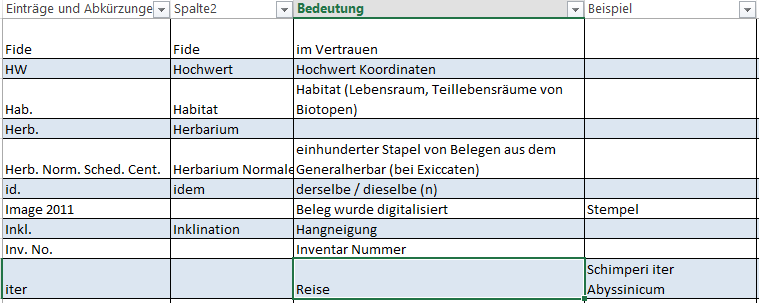 Einträge und Abkürzunge Spalte2 Bedeutung Beispiel
Fide Fide im Vertrauen
HW Hochwert Hochwert Koordinaten
Habitat (Lebensraum, Teillebensräume von
Hab. Habitat Biotopen)
Herb. Herbarium
einhunderter Stapel von Belegen aus dem
Herb. Norm. Sched. Cent. Herbarium Normale Generalherbar (bei Exiccaten)
id. idem derselbe / dieselbe (n)
Image 2011 Beleg wurde digitalisiert Stempel
Inkl. Inklination Hangneigung
Inv. No. Inventar Nummer
Schimperi iter
iter Reise Abyssinicum